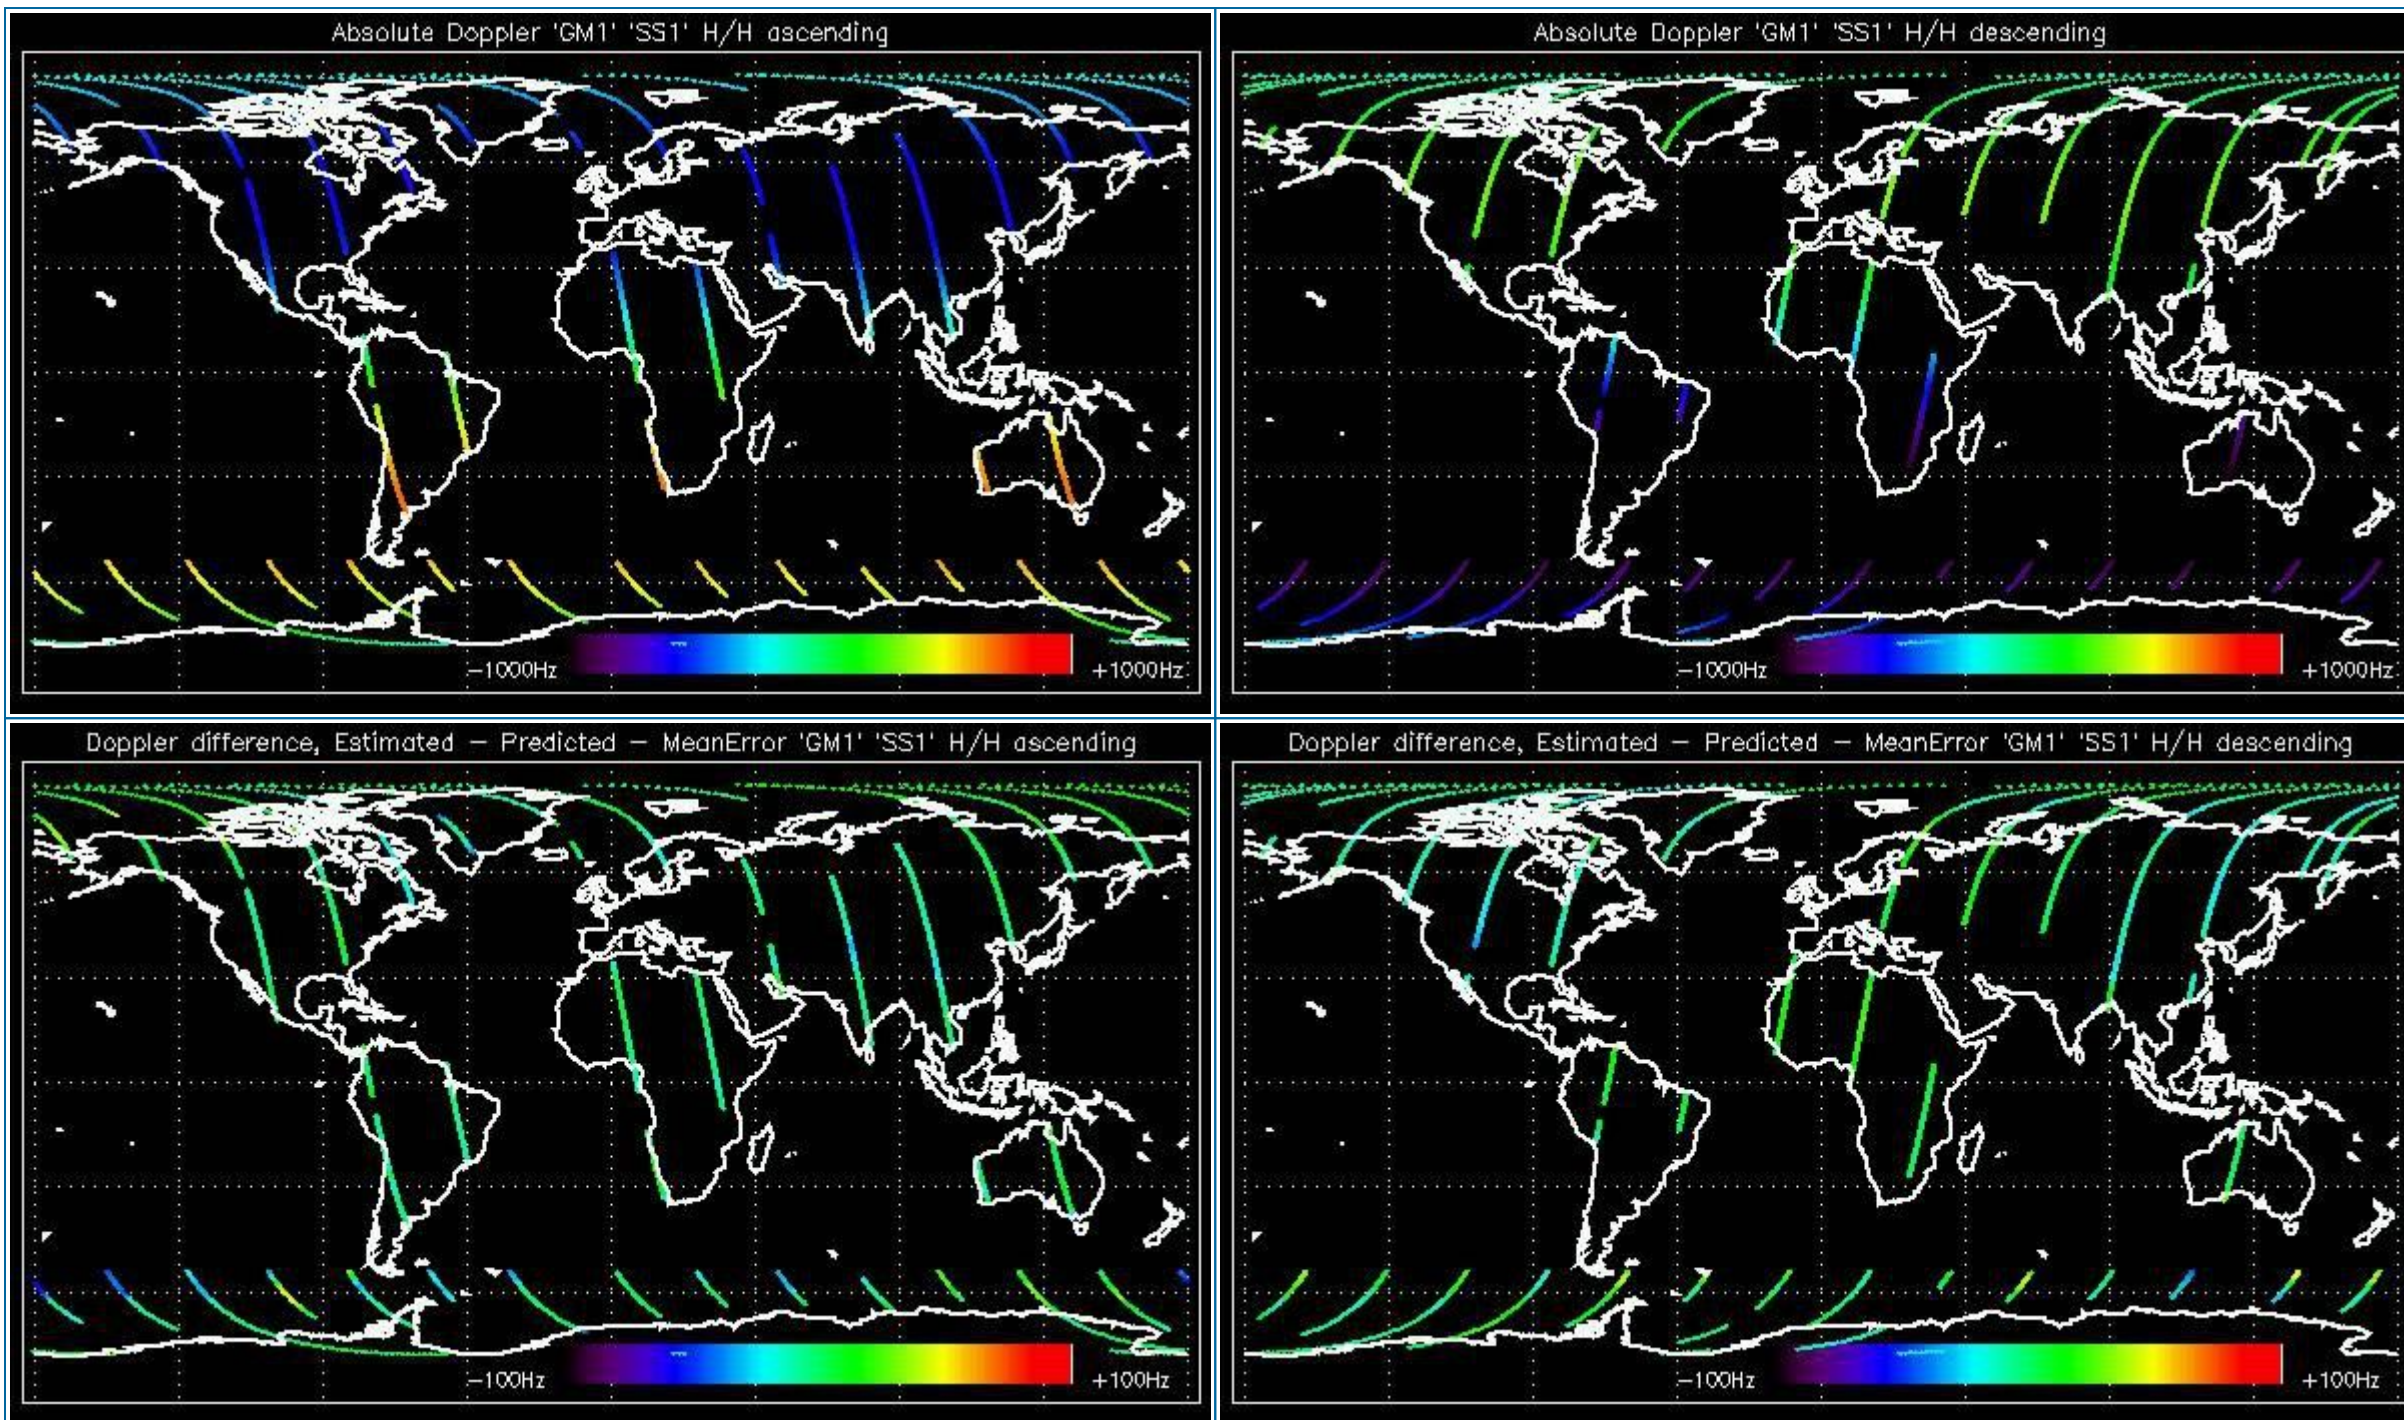 Absolute Doppler 'GM1' 'SS1' H/H ascending
-1000Hz
+1000Hz
Absolute Doppler 'GM1' 'SS1' H/H descending
-1000Hz
+1000Hz
Doppler difference, Estimated - Predicted - MeanError 'GM1' 'SS1' H/H ascending
-100Hz
+100Hz
Doppler difference, Estimated - Predicted - MeanError 'GM1' 'SS1' H/H descending
-100Hz
+100Hz